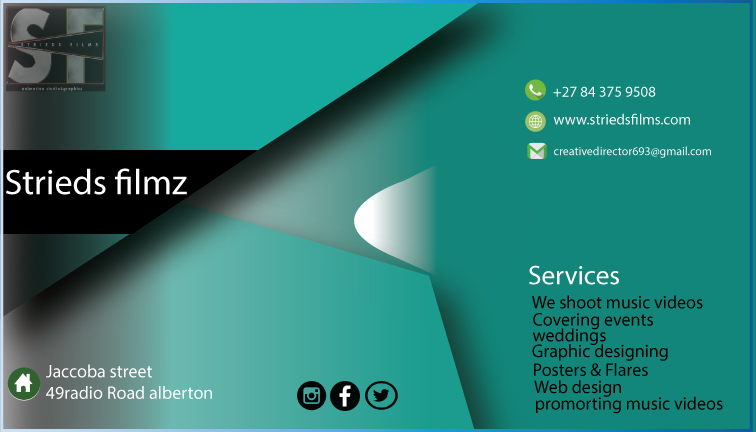 SF
STRIEDS FILMS
Strieds filmz
+27 84 375 9508
www.striedsfilms.com
creativedirector693@gmail.com
Services
We shoot music videos
Covering events
weddings
Graphic designing
Posters & Flares
Web design
promorting music videos
Jaccoba street
49radio Road alberton